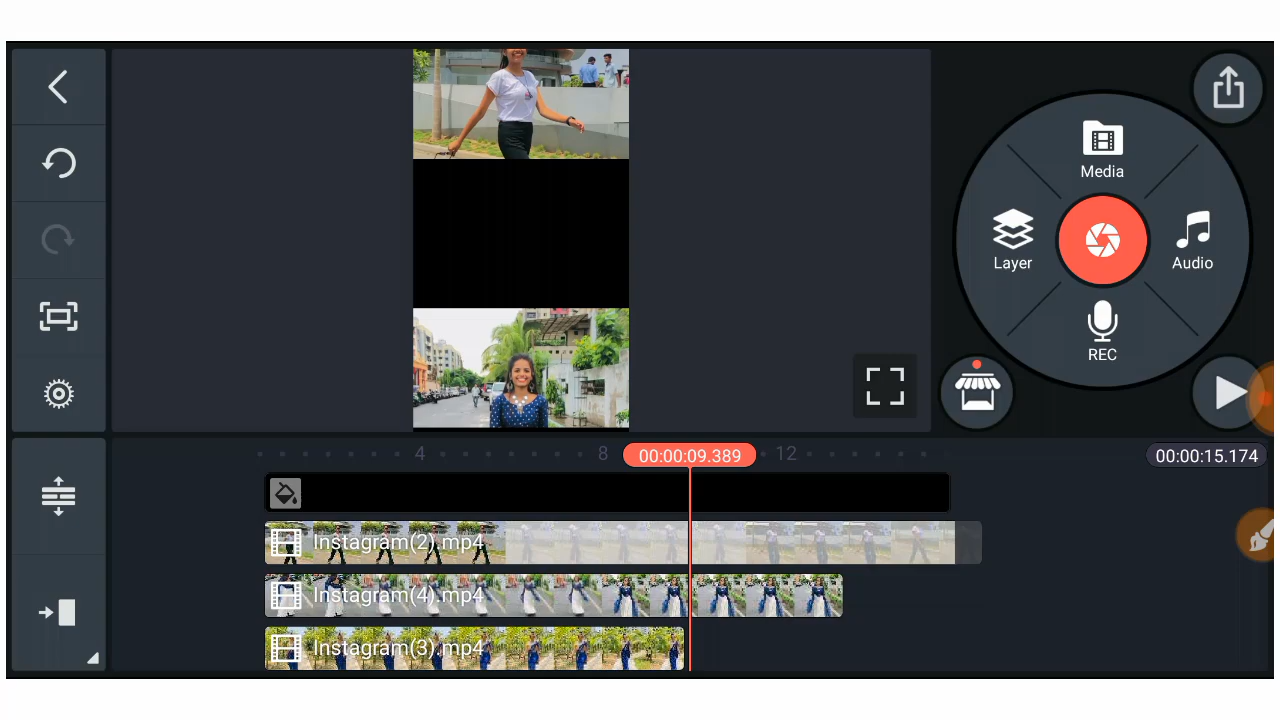 Media
Layer
Audio
REC
4
8
00:00:09.389
12
00:00:15.174
Instagram(2).mp4
Instagram(4).mp4
Instagram(3).mp4